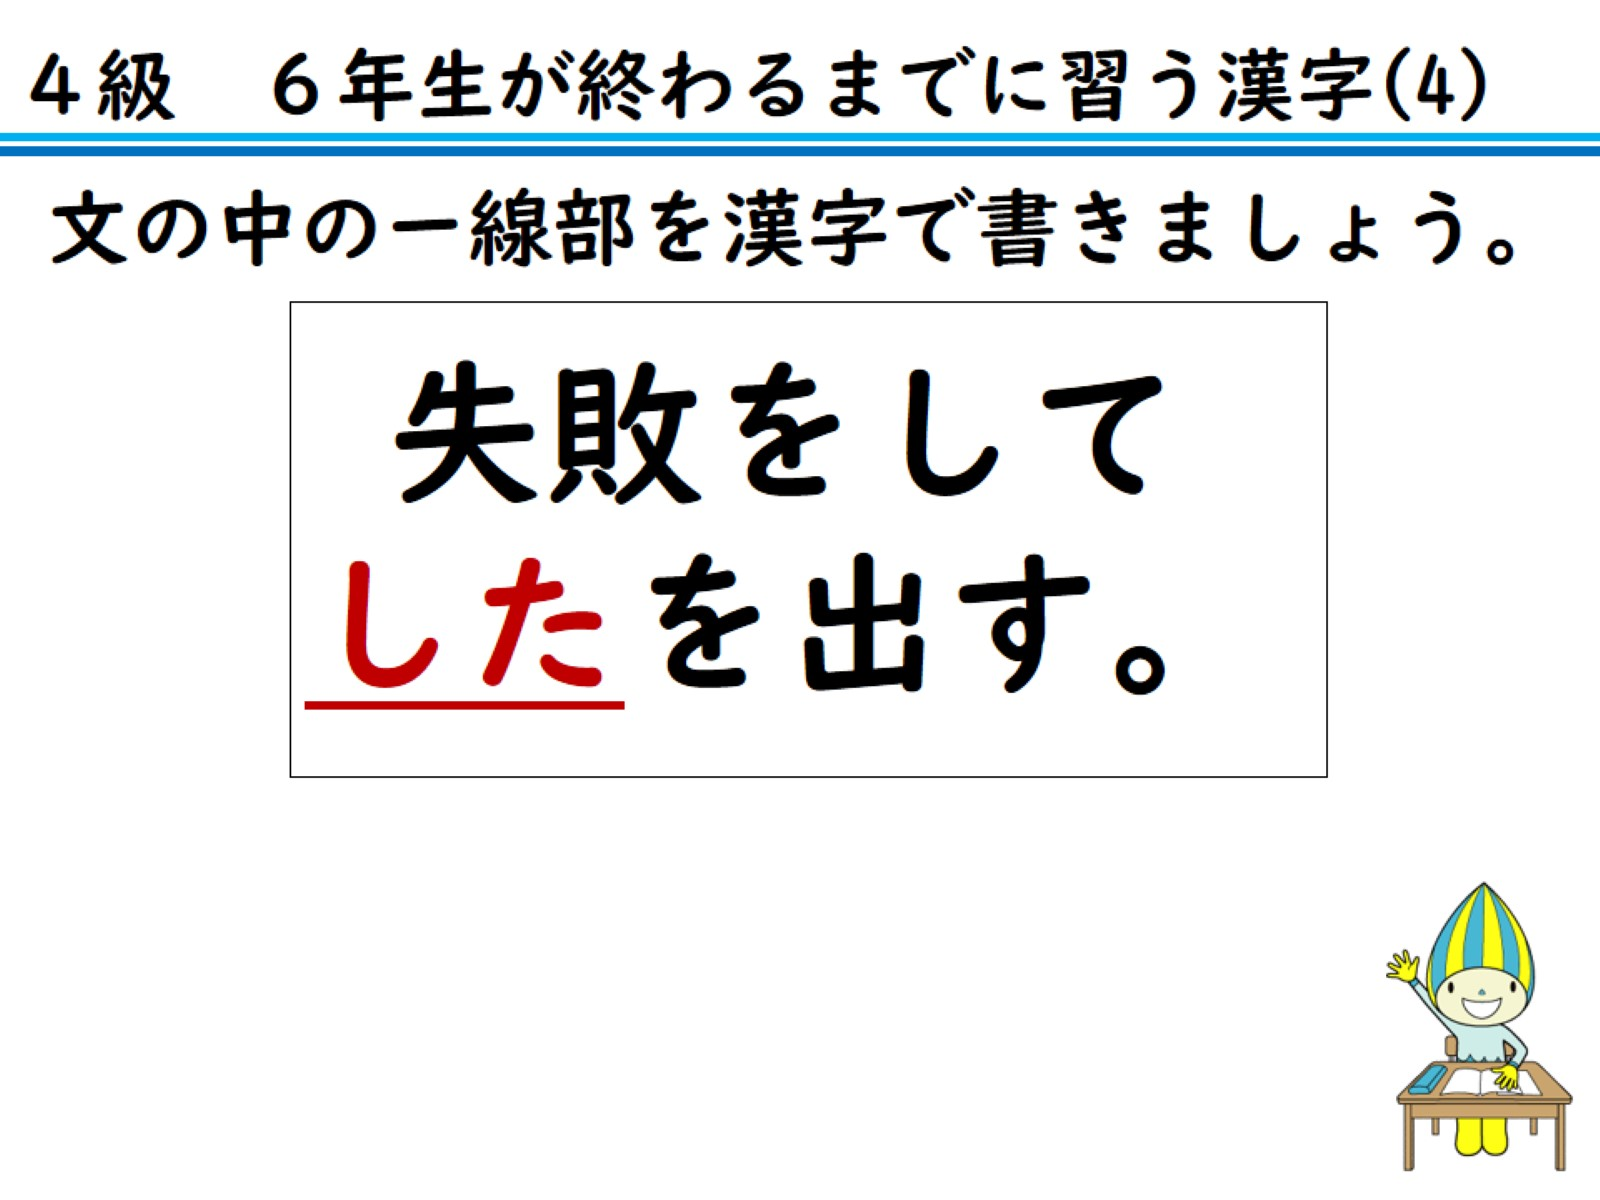 ４級　６年生が終わるまでに習う漢字(4)
文の中の一線部を漢字で書きましょう。
失敗をして
したを出す。